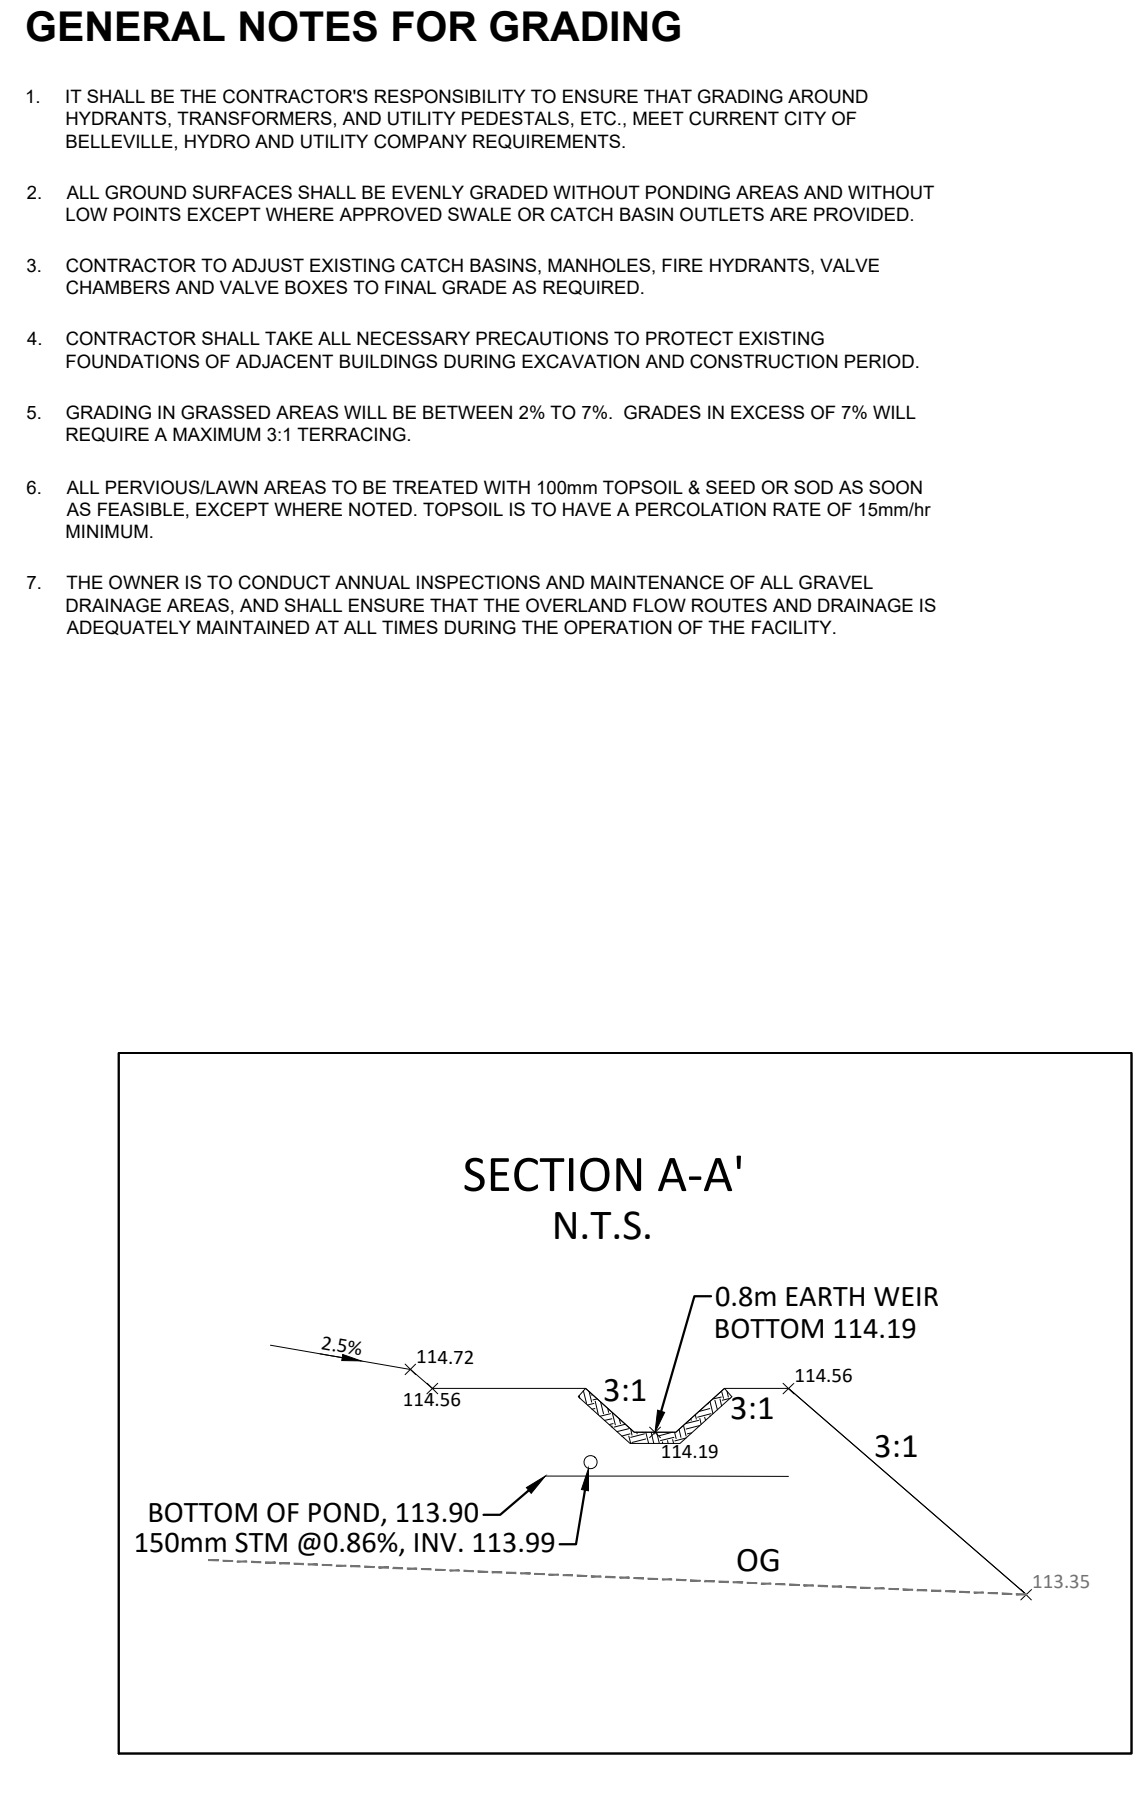 GENERAL NOTES FOR GRADING
1. IT SHALL BE THE CONTRACTOR'S RESPONSIBILITY TO ENSURE THAT GRADING AROUND
HYDRANTS, TRANSFORMERS, AND UTILITY PEDESTALS, ETC., MEET CURRENT CITY OF
BELLEVILLE, HYDRO AND UTILITY COMPANY REQUIREMENTS.
2. ALL GROUND SURFACES SHALL BE EVENLY GRADED WITHOUT PONDING AREAS AND WITHOUT
LOW POINTS EXCEPT WHERE APPROVED SWALE OR CATCH BASIN OUTLETS ARE PROVIDED.
3. CONTRACTOR TO ADJUST EXISTING CATCH BASINS, MANHOLES, FIRE HYDRANTS, VALVE
CHAMBERS AND VALVE BOXES TO FINAL GRADE AS REQUIRED.
4. CONTRACTOR SHALL TAKE ALL NECESSARY PRECAUTIONS TO PROTECT EXISTING
FOUNDATIONS OF ADJACENT BUILDINGS DURING EXCAVATION AND CONSTRUCTION PERIOD.
5. GRADING IN GRASSED AREAS WILL BE BETWEEN 2% TO 7%. GRADES IN EXCESS OF 7% WILL
REQUIRE A MAXIMUM 3:1 TERRACING.
6. ALL PERVIOUS/LAWN AREAS TO BE TREATED WITH 100mm TOPSOIL & SEED OR SOD AS SOON
AS FEASIBLE, EXCEPT WHERE NOTED. TOPSOIL IS TO HAVE A PERCOLATION RATE OF 15mm/hr
MINIMUM.
7. THE OWNER IS TO CONDUCT ANNUAL INSPECTIONS AND MAINTENANCE OF ALL GRAVEL
DRAINAGE AREAS, AND SHALL ENSURE THAT THE OVERLAND FLOW ROUTES AND DRAINAGE IS
ADEQUATELY MAINTAINED AT ALL TIMES DURING THE OPERATION OF THE FACILITY.
SECTION A-A'
N.T.S.
0.8m EARTH WEIR
BOTTOM 114.19
2.5%
114.72
114.56
114.56
3:1
3:1
3:1
114.19
BOTTOM OF POND, 113.90
150mm STM @0.86%, INV. 113.99
OG
113.35